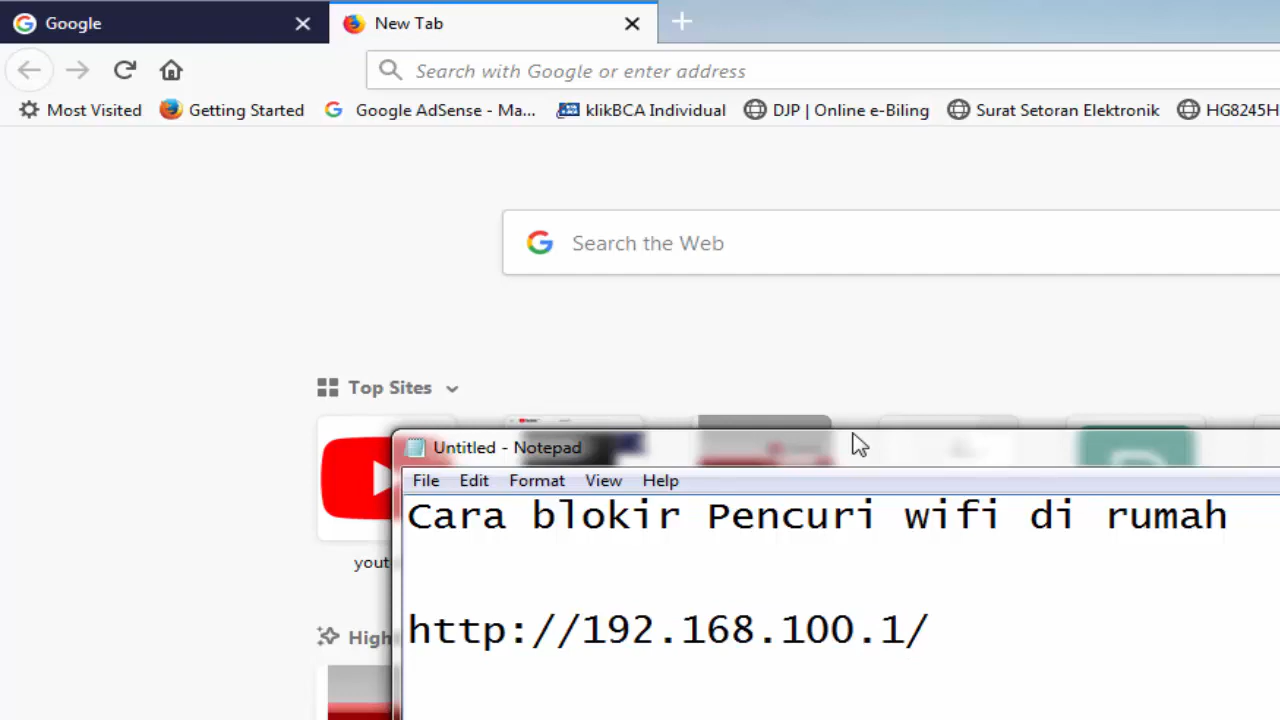 Google
New Tab
Search with Google or enter address
Most Visited
Getting Started
Google AdSense - Ma...
klikBCA Individual
DJP | Online e-Biling
Surat Setoran Elektronik
HG8245H
Search the Web
Top Sites
Untitled - Notepad
File Edit Format View Help
Cara blokir Pencuri wifi di rumah
yout
http://192.168.100.1/
High